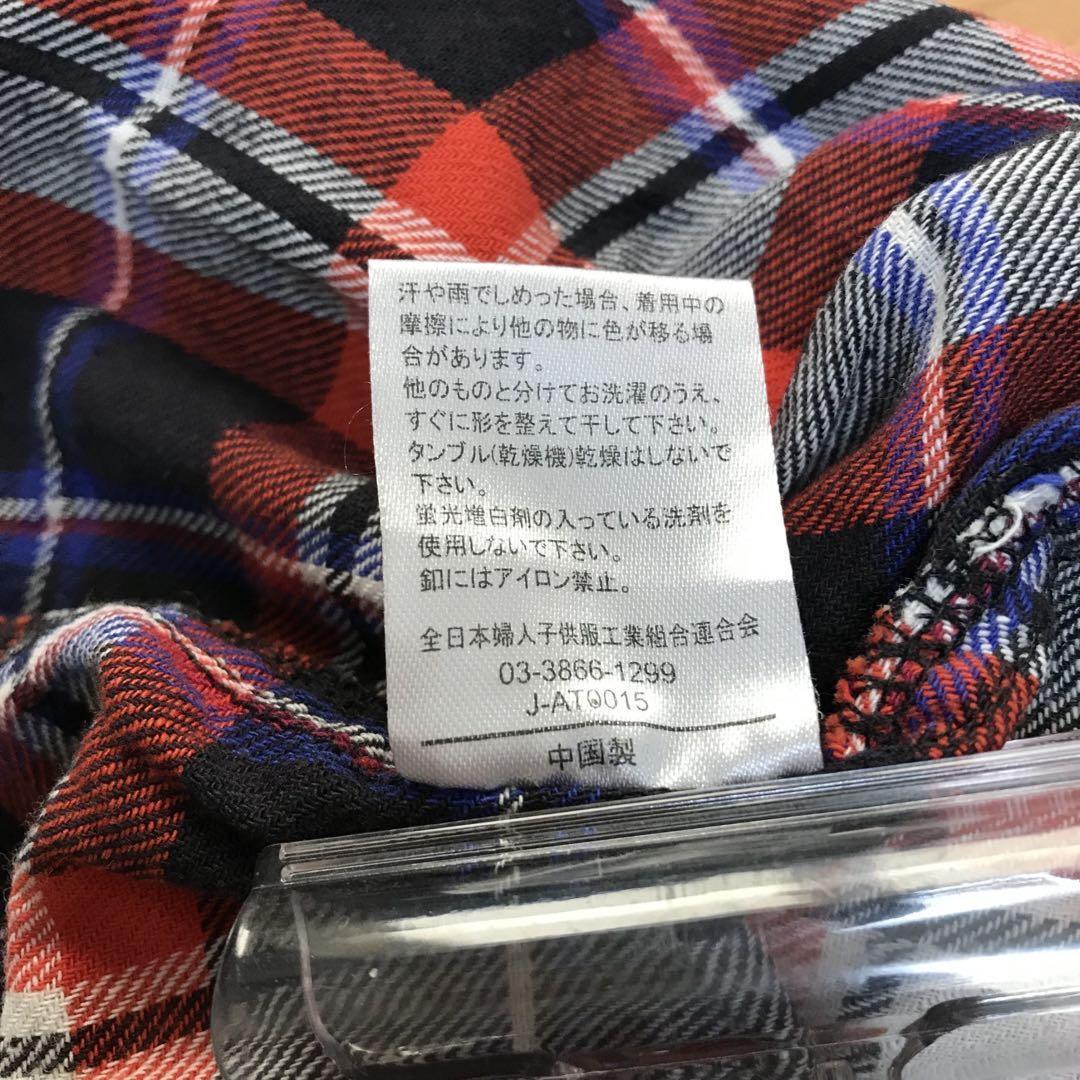 汗や雨でしめった場合、着用中の
摩擦により他の物に色が移る場
合があります。
他のものと分けてお洗濯のうえ、
すぐに形を整えて干して下さい。
タンブル(乾燥機)乾燥はしないで
下さい。
蛍光増白剤の入っている洗剤を
使用しないで下さい。
釦にはアイロン禁止。
全日本婦人子供服工業組合連合会
03-3866-1299
J-AT0015
中国製